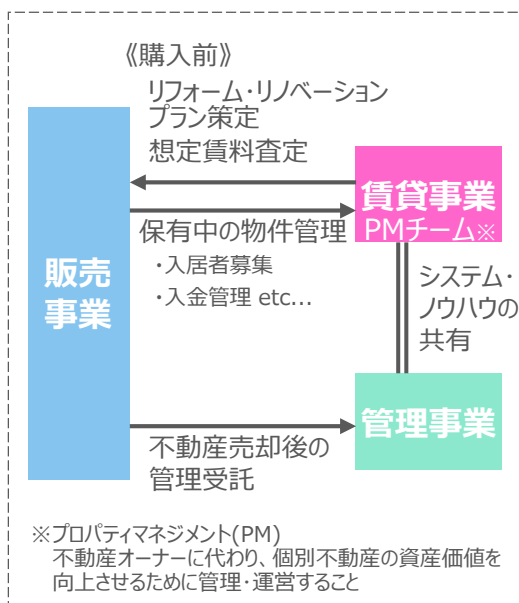 《購入前》
リフォーム・リノベーション
プラン策定
想定賃料査定
賃貸事業
PMチーム※
保有中の物件管理
・入居者募集
・入金管理 etc...
販売
事業
システム・
ノウハウの
共有
管理事業
不動産売却後の
管理受託
※プロパティマネジメント(PM)
不動産オーナーに代わり、個別不動産の資産価値を
向上させるために管理・運営すること